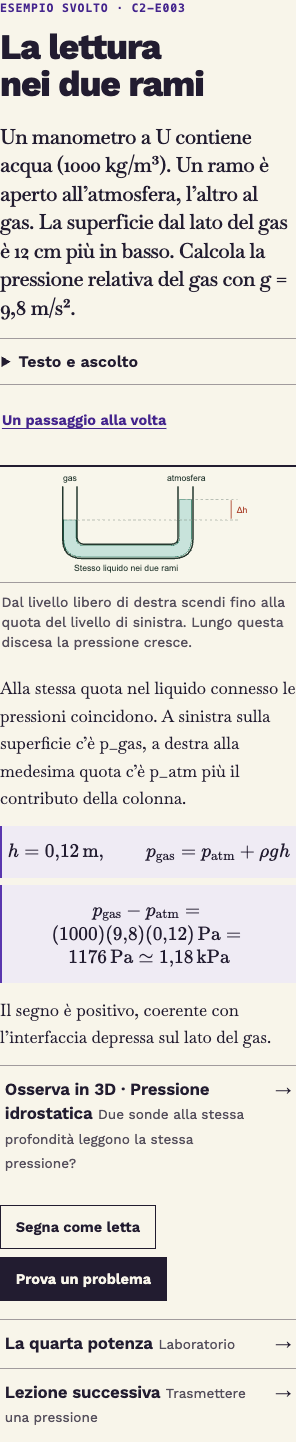 ESEMPIO SVOLTO · C2-E003
La lettura
nei due rami
Un manometro a U contiene
acqua (1000 kg/m³). Un ramo è
aperto all’atmosfera, l’altro al
gas. La superficie dal lato del gas
è 12 cm più in basso. Calcola la
pressione relativa del gas con g =
9,8 m/s².
▶ Testo e ascolto
Un passaggio alla volta
gas atmosfera
Δh
Stesso liquido nei due rami
Dal livello libero di destra scendi fino alla
quota del livello di sinistra. Lungo questa
discesa la pressione cresce.
Alla stessa quota nel liquido connesso le
pressioni coincidono. A sinistra sulla
superficie c’è p_gas, a destra alla
medesima quota c’è p_atm più il
contributo della colonna.
h = 0,12 m, p_gas = p_atm + ρgh
p_gas − p_atm =
(1000)(9,8)(0,12) Pa =
1176 Pa ≃ 1,18 kPa
Il segno è positivo, coerente con
l’interfaccia depressa sul lato del gas.
Osserva in 3D · Pressione →
idrostatica Due sonde alla stessa
profondità leggono la stessa
pressione?
Segna come letta
Prova un problema
La quarta potenza Laboratorio →
Lezione successiva Trasmettere →
una pressione